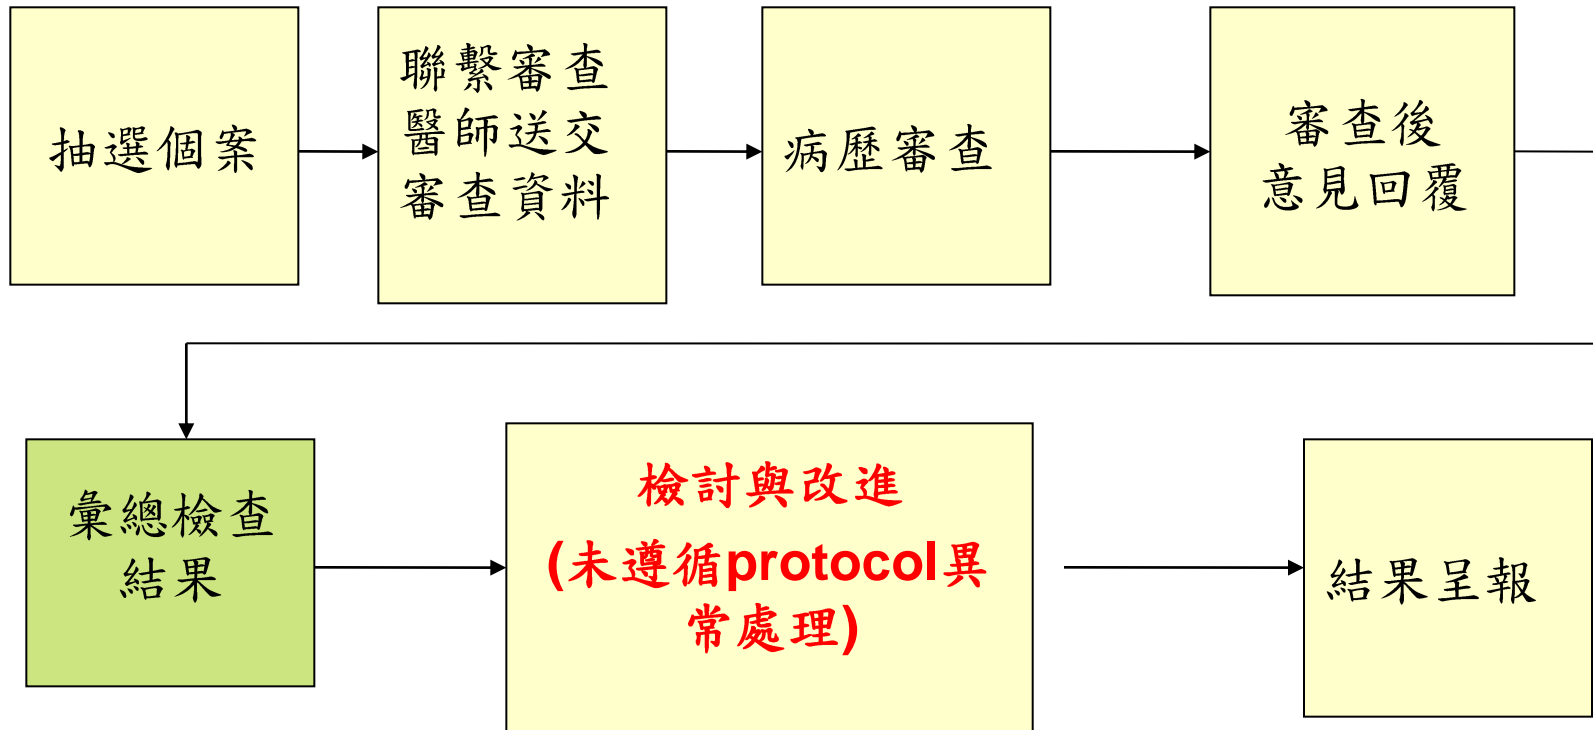 抽選個案
聯繫審查
醫師送交
審查資料
病歷審查
審查後
意見回覆
彙總檢查
結果
檢討與改進
(未遵循protocol異
常處理)
結果呈報